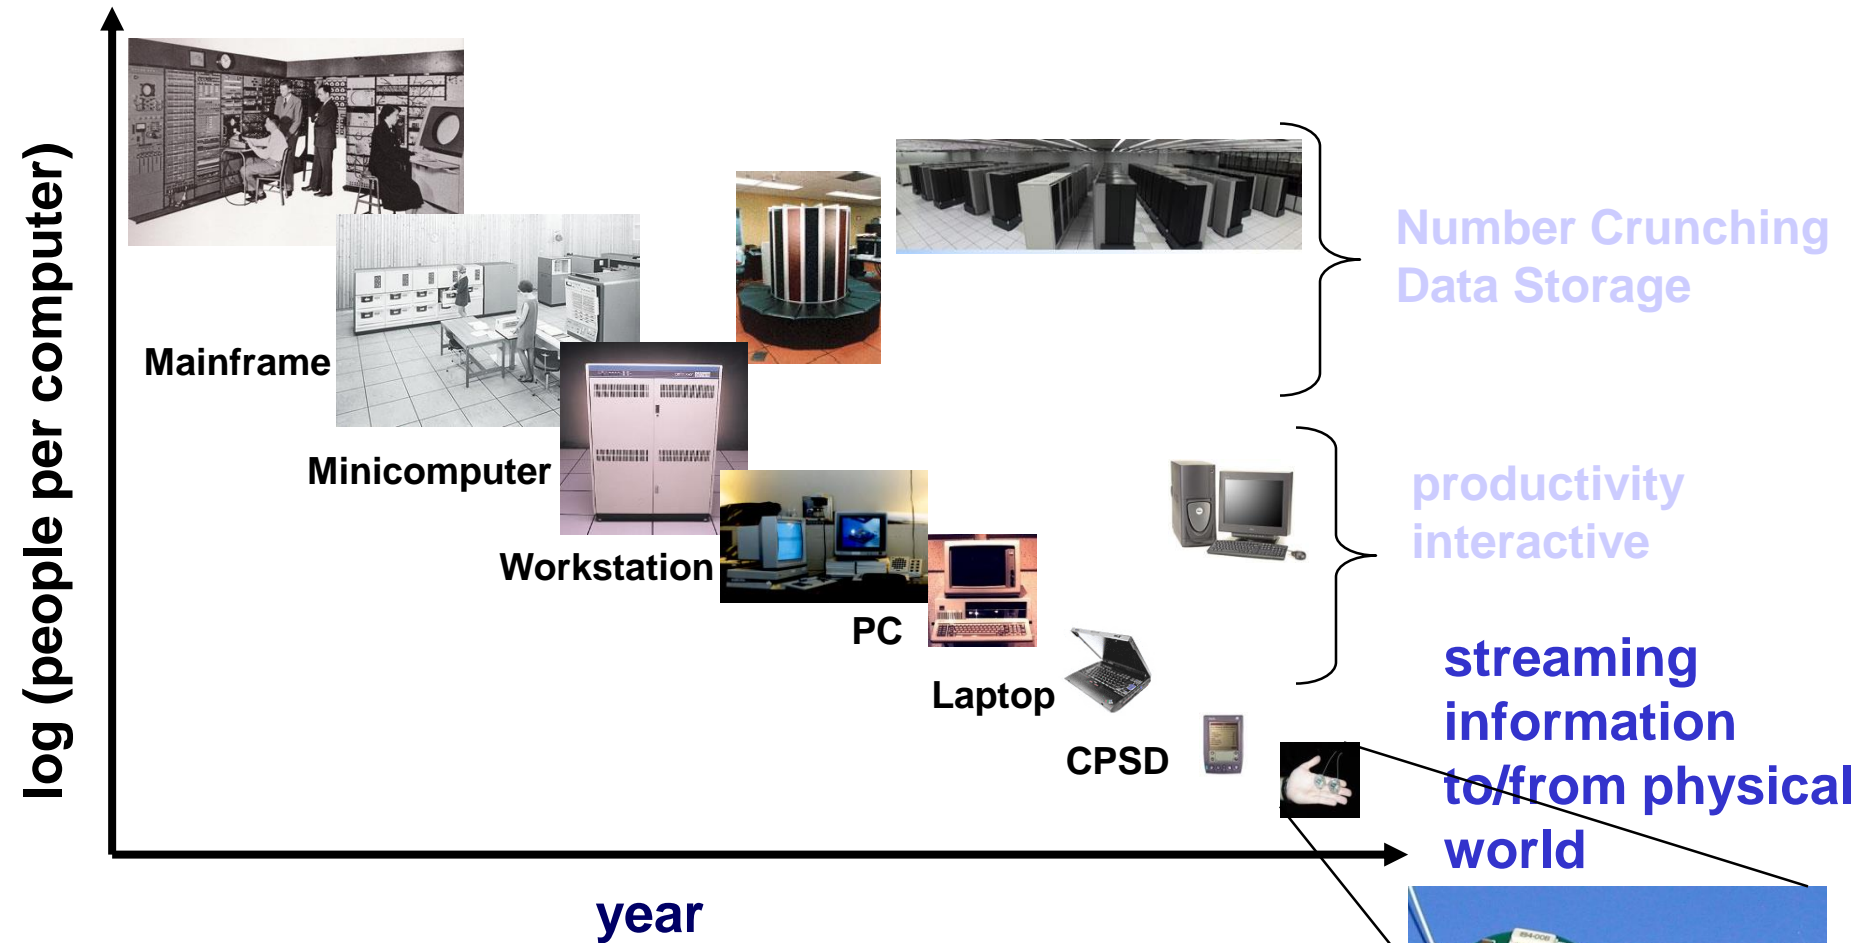 log (people per computer)
Mainframe
Minicomputer
Workstation
PC
Laptop
CPSD
Number Crunching
Data Storage
productivity
interactive
streaming
information
to/from physical
world
year